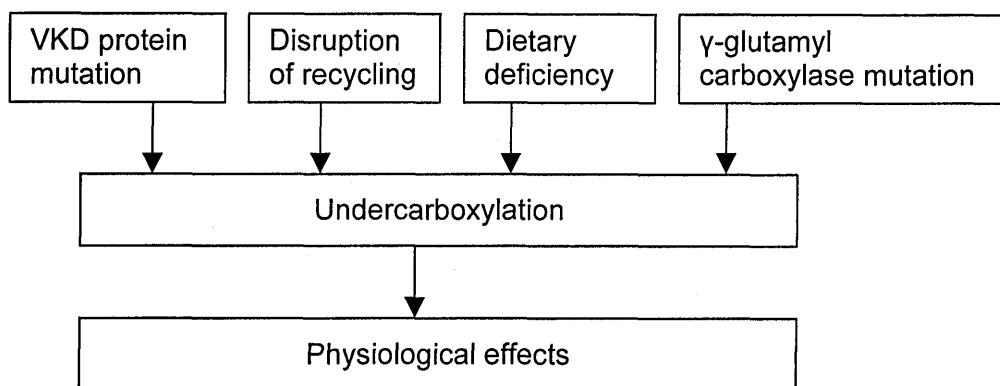 VKD protein
mutation
Disruption
of recycling
Dietary
deficiency
γ-glutamyl
carboxylase mutation
Undercarboxylation
Physiological effects